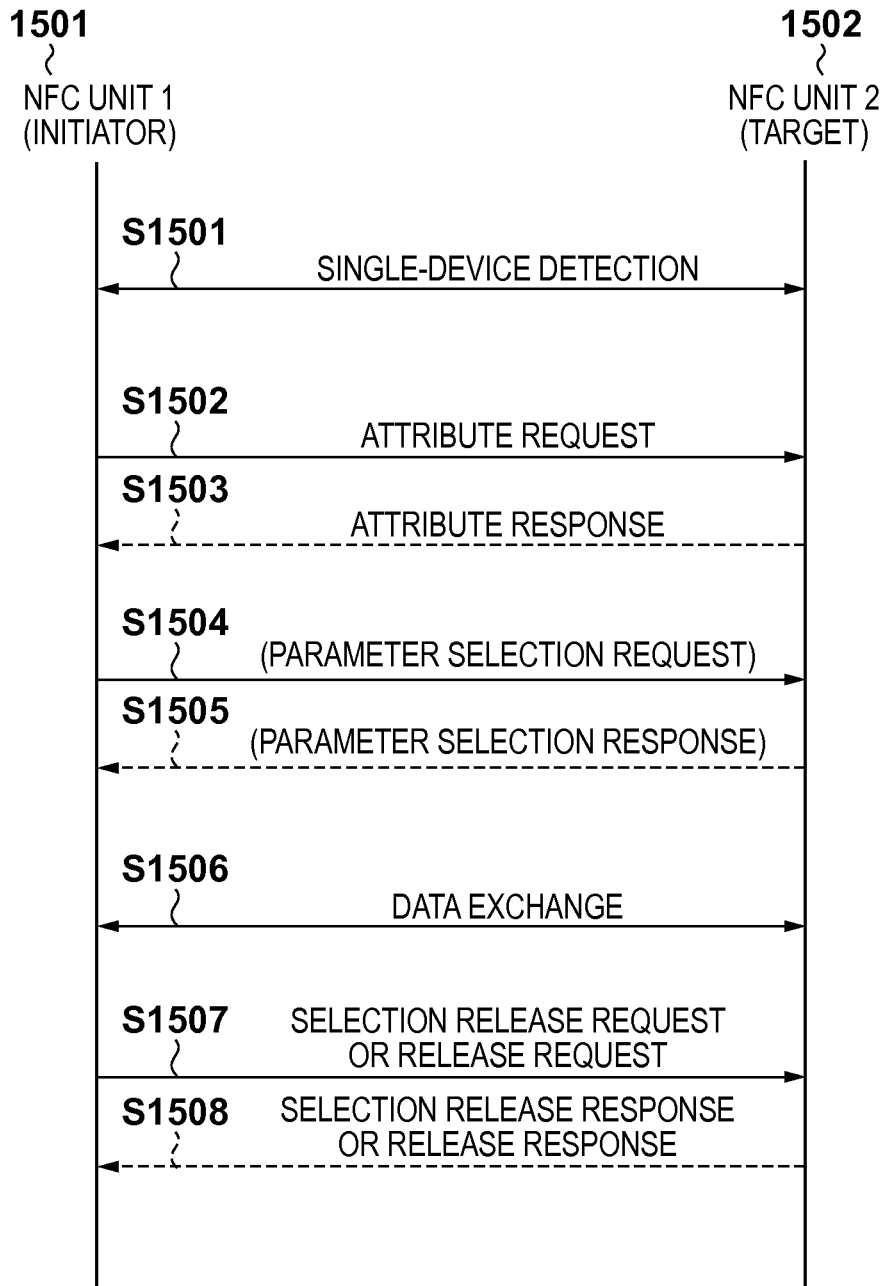 1501
1502
NFC UNIT 1
(INITIATOR)
NFC UNIT 2
(TARGET)
S1501
SINGLE-DEVICE DETECTION
S1502
ATTRIBUTE REQUEST
S1503
ATTRIBUTE RESPONSE
S1504
(PARAMETER SELECTION REQUEST)
S1505
(PARAMETER SELECTION RESPONSE)
S1506
DATA EXCHANGE
S1507
SELECTION RELEASE REQUEST
OR RELEASE REQUEST
S1508
SELECTION RELEASE RESPONSE
OR RELEASE RESPONSE